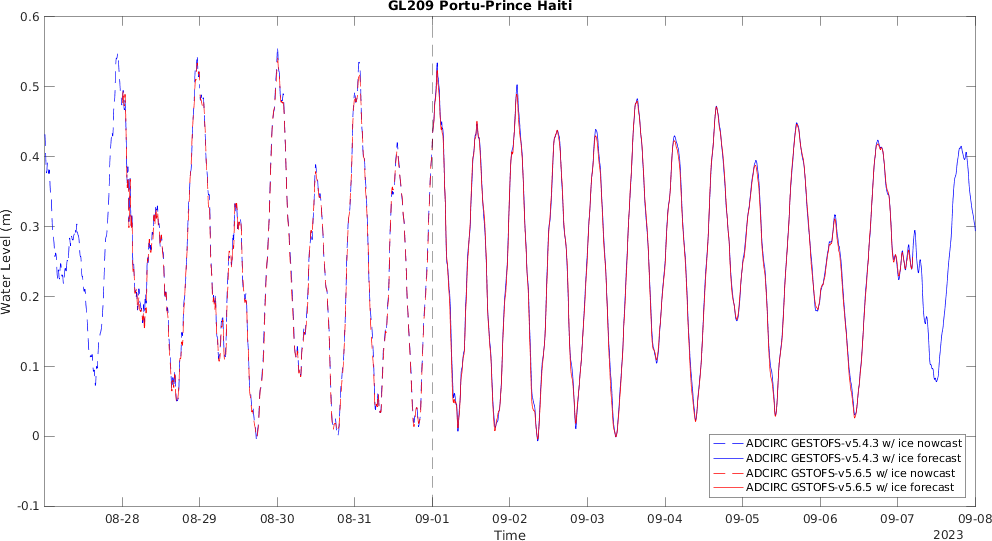 GL209 Portu-Prince Haiti
0.6
0.5
0.4
0.3
0.2
0.1
0
-0.1
Water Level (m)
ADCIRC GESTOFS-v5.4.3 w/ ice nowcast
ADCIRC GESTOFS-v5.4.3 w/ ice forecast
ADCIRC GSTOFS-v5.6.5 w/ ice nowcast
ADCIRC GSTOFS-v5.6.5 w/ ice forecast
08-28 08-29 08-30 08-31 09-01 09-02 09-03 09-04 09-05 09-06 09-07 09-08
Time
2023